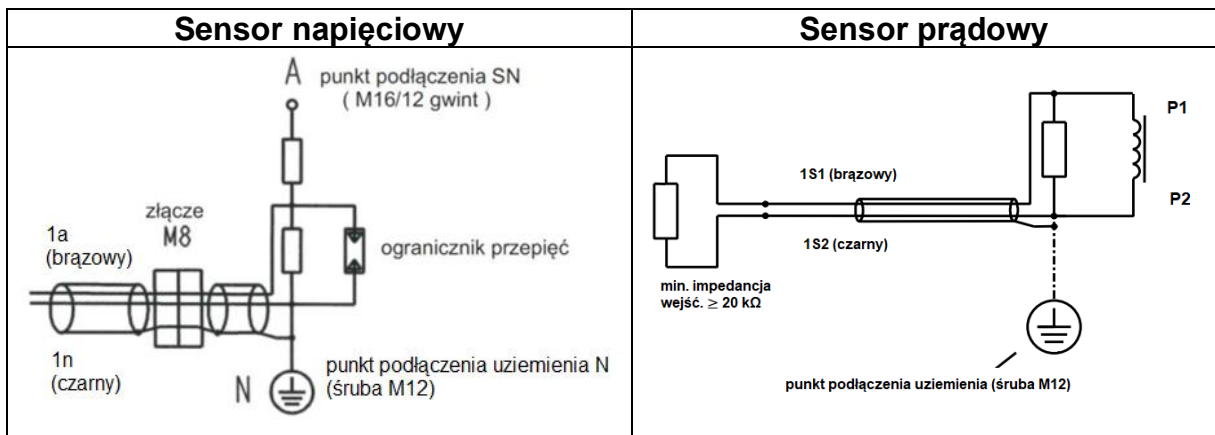 Sensor napięciowy
Sensor prądowy
A
punkt podłączenia SN
( M16/12 gwint )
złącze
M8
1a
(brązowy)
ogranicznik przepięć
1n
(czarny)
N
punkt podłączenia uziemienia N
(śruba M12)
P1
1S1 (brązowy)
P2
1S2 (czarny)
min. impedancja
wejść. ≥ 20 kΩ
punkt podłączenia uziemienia (śruba M12)